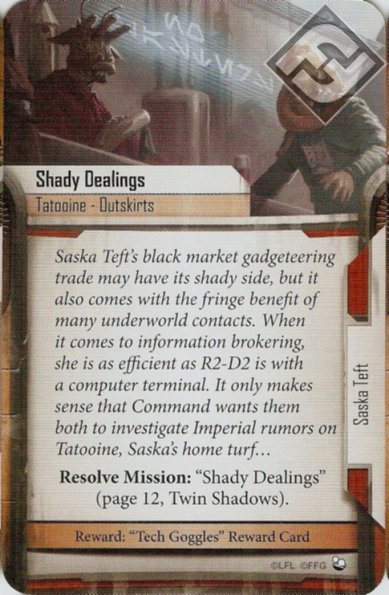 Shady Dealings
Tatooine - Outskirts
Saska Teft's black market gadgeteering
trade may have its shady side, but it
also comes with the fringe benefit of
many underworld contacts. When
it comes to information brokering,
she is as efficient as R2-D2 is with
a computer terminal. It only makes
sense that Command wants them
both to investigate Imperial rumors on
Tatooine, Saska's home turf…
Resolve Mission: “Shady Dealings”
(page 12, Twin Shadows).
Saska Teft
Reward: “Tech Goggles” Reward Card
©LFL ©FFG